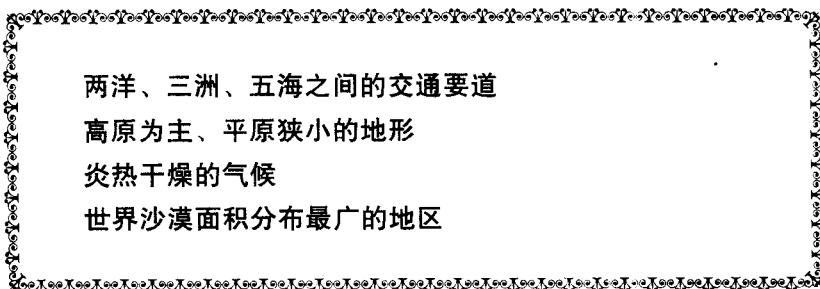 两洋、三洲、五海之间的交通要道
高原为主、平原狭小的地形
炎热干燥的气候
世界沙漠面积分布最广的地区